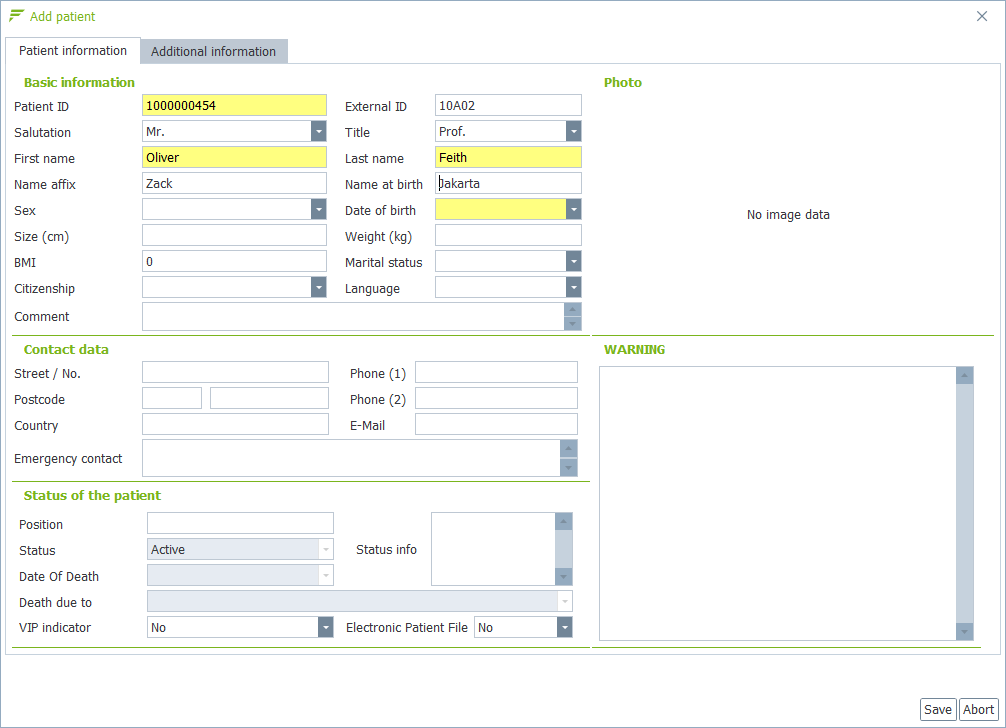 Add patient
Patient information Additional information
Basic information Photo
Patient ID 1000000454 External ID 10A02
Salutation Mr. Title Prof.
First name Oliver Last name Feith
Name affix Zack Name at birth Jakarta
Sex Date of birth No image data
Size (cm) Weight (kg)
BMI 0 Marital status
Citizenship Language
Comment
Contact data WARNING
Street / No. Phone (1)
Postcode Phone (2)
Country E-Mail
Emergency contact
Status of the patient
Position
Status Active Status info
Date Of Death
Death due to
VIP indicator No Electronic Patient File No
Save Abort